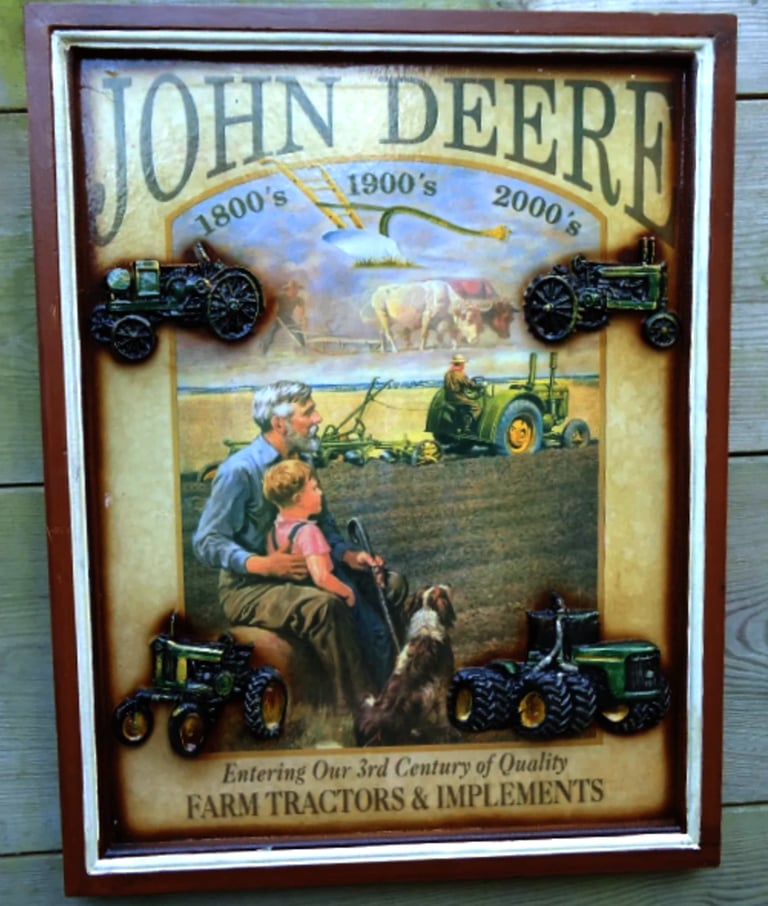 JOHN DEERE
1800's 1900's 2000's
Entering Our 3rd Century of Quality
FARM TRACTORS & IMPLEMENTS